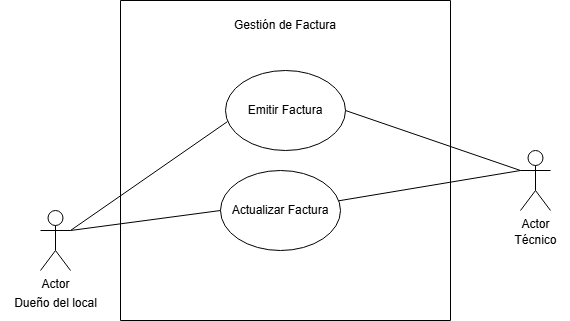 Gestión de Factura
Emitir Factura
Actualizar Factura
Actor
Técnico
Actor
Dueño del local